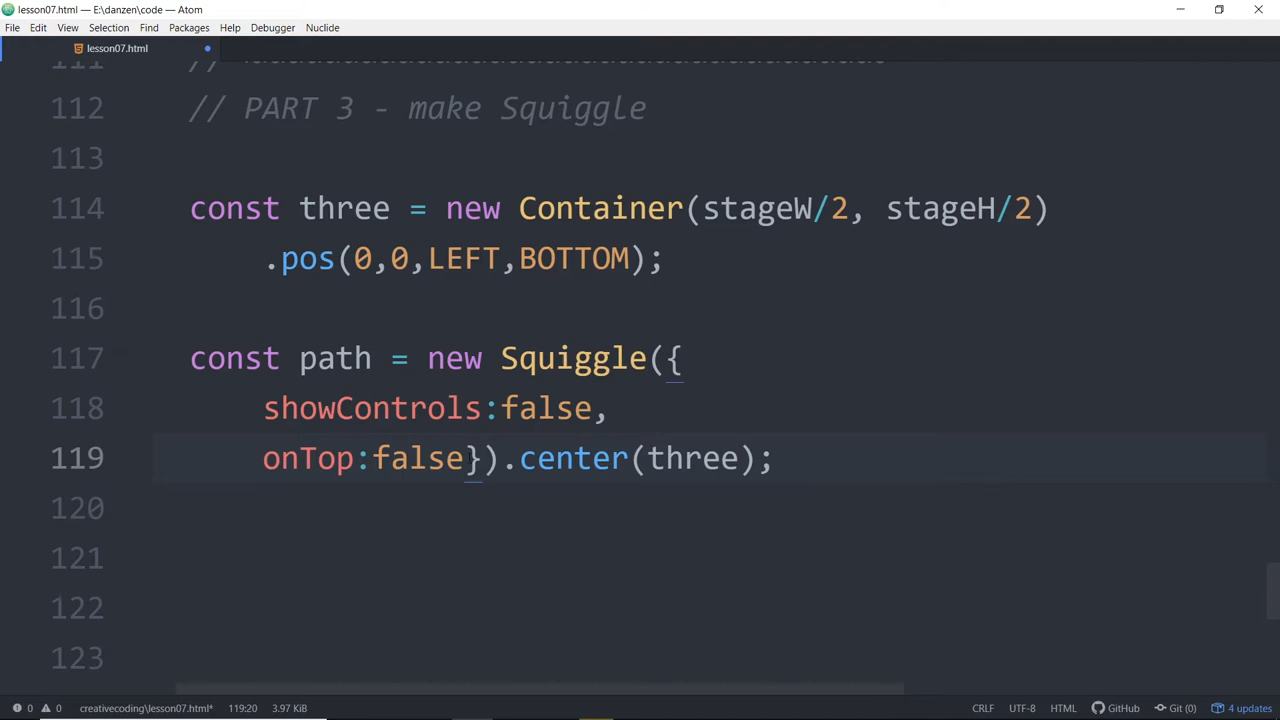 lesson07.html — E:\danzen\code — Atom
File Edit View Selection Find Packages Help Debugger Nuclide
lesson07.html
111 //
112 // PART 3 - make Squiggle
113
114 const three = new Container(stageW/2, stageH/2)
115 .pos(0,0,LEFT,BOTTOM);
116
117 const path = new Squiggle({
118 showControls:false,
119 onTop:false}).center(three);
120
121
122
123
0 0 creativecoding\lesson07.html* 119:20 3.97 KiB CRLF UTF-8 HTML GitHub Git (0) 4 updates